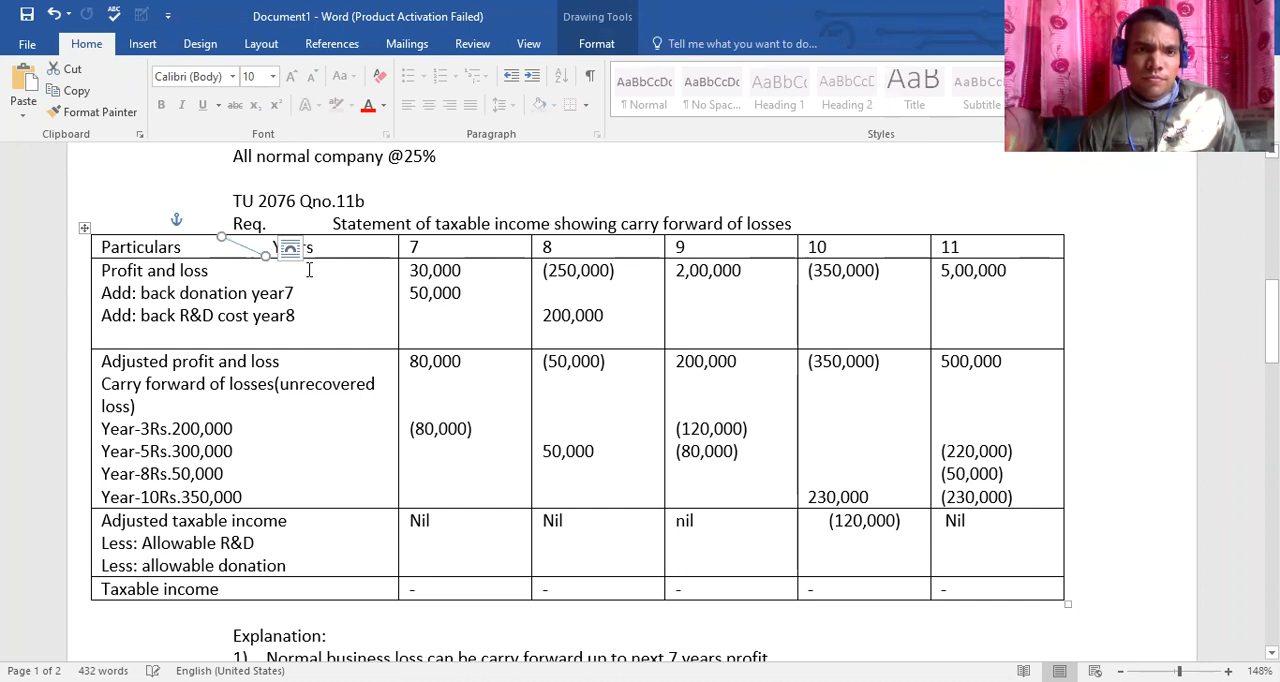 Document1 - Word (Product Activation Failed)
Drawing Tools
File Home Insert Design Layout References Mailings Review View Format Tell me what you want to do...
Paste
Cut
Copy
Format Painter
Clipboard
Calibri (Body) 10
Font
Paragraph
AaBbCcDc AaBbCcDc AaBbCc AaBbCcE AaB AaBbCcD
¶ Normal ¶ No Spac... Heading 1 Heading 2 Title Subtitle
Styles
All normal company @25%
TU 2076 Qno.11b
Req. Statement of taxable income showing carry forward of losses
Particulars 7 8 9 10 11
Profit and loss 30,000 (250,000) 2,00,000 (350,000) 5,00,000
Add: back donation year7 50,000
Add: back R&D cost year8 200,000
Adjusted profit and loss 80,000 (50,000) 200,000 (350,000) 500,000
Carry forward of losses(unrecovered
loss)
Year-3Rs.200,000 (80,000) (120,000)
Year-5Rs.300,000 50,000 (80,000) (220,000)
Year-8Rs.50,000 (50,000)
Year-10Rs.350,000 230,000 (230,000)
Adjusted taxable income Nil Nil nil (120,000) Nil
Less: Allowable R&D
Less: allowable donation
Taxable income - - - - -
Explanation:
1) Normal business loss can be carry forward up to next 7 years profit
Page 1 of 2 432 words English (United States) 148%